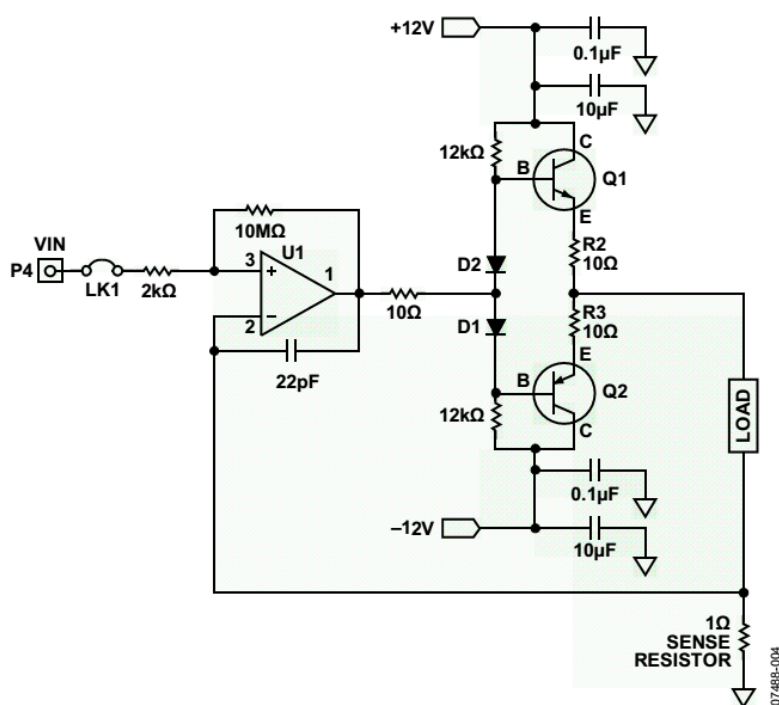 +12V
0.1µF
10µF
12kΩ
C
B
Q1
E
10MΩ
VIN
P4
LK1
2kΩ
3
+
U1
1
2
−
22pF
10Ω
D2
D1
R2
10Ω
R3
10Ω
E
B
Q2
12kΩ
C
LOAD
0.1µF
−12V
10µF
1Ω
SENSE
RESISTOR
07488-004